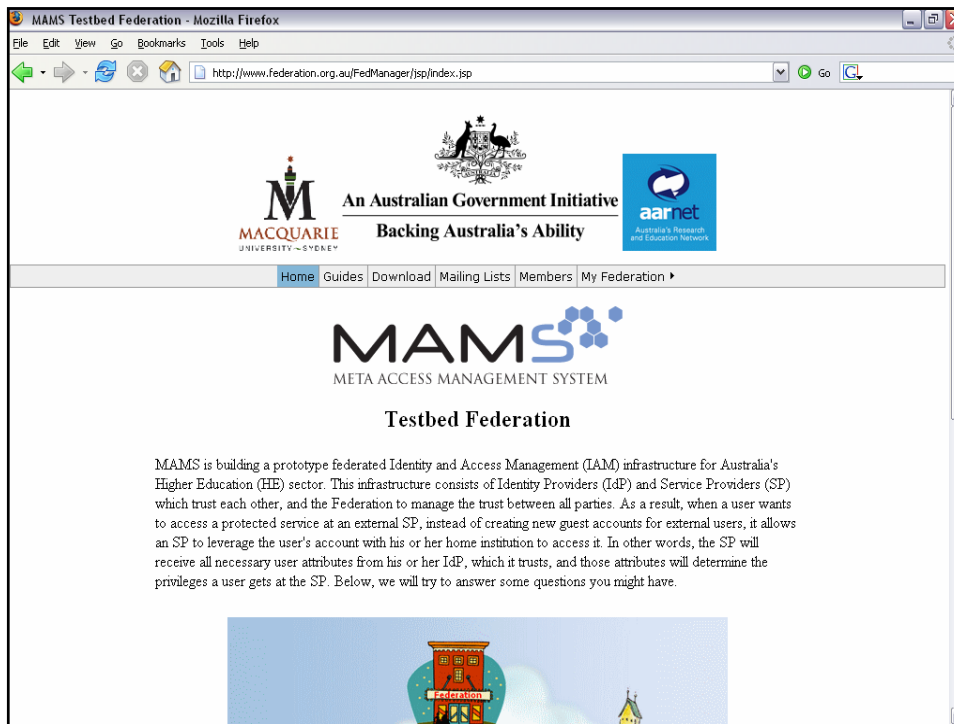 MAMS Testbed Federation - Mozilla Firefox
File Edit View Go Bookmarks Tools Help
http://www.federation.org.au/FedManager/jsp/index.jsp
Go
G
M
MACQUARIE
UNIVERSITY~SYDNEY
An Australian Government Initiative
Backing Australia's Ability
aarnet
Australia's Research
and Education Network
Home Guides Download Mailing Lists Members My Federation
MAMS
META ACCESS MANAGEMENT SYSTEM
Testbed Federation
MAMS is building a prototype federated Identity and Access Management (IAM) infrastructure for Australia's
Higher Education (HE) sector. This infrastructure consists of Identity Providers (IdP) and Service Providers (SP)
which trust each other, and the Federation to manage the trust between all parties. As a result, when a user wants
to access a protected service at an external SP, instead of creating new guest accounts for external users, it allows
an SP to leverage the user's account with his or her home institution to access it. In other words, the SP will
receive all necessary user attributes from his or her IdP, which it trusts, and those attributes will determine the
privileges a user gets at the SP. Below, we will try to answer some questions you might have.
Federation